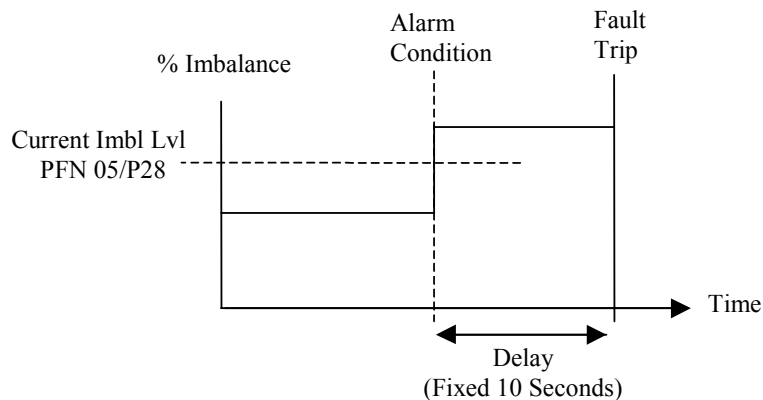 % Imbalance
Alarm
Condition
Fault
Trip
Current Imbl Lvl
PFN 05/P28
Time
Delay
(Fixed 10 Seconds)